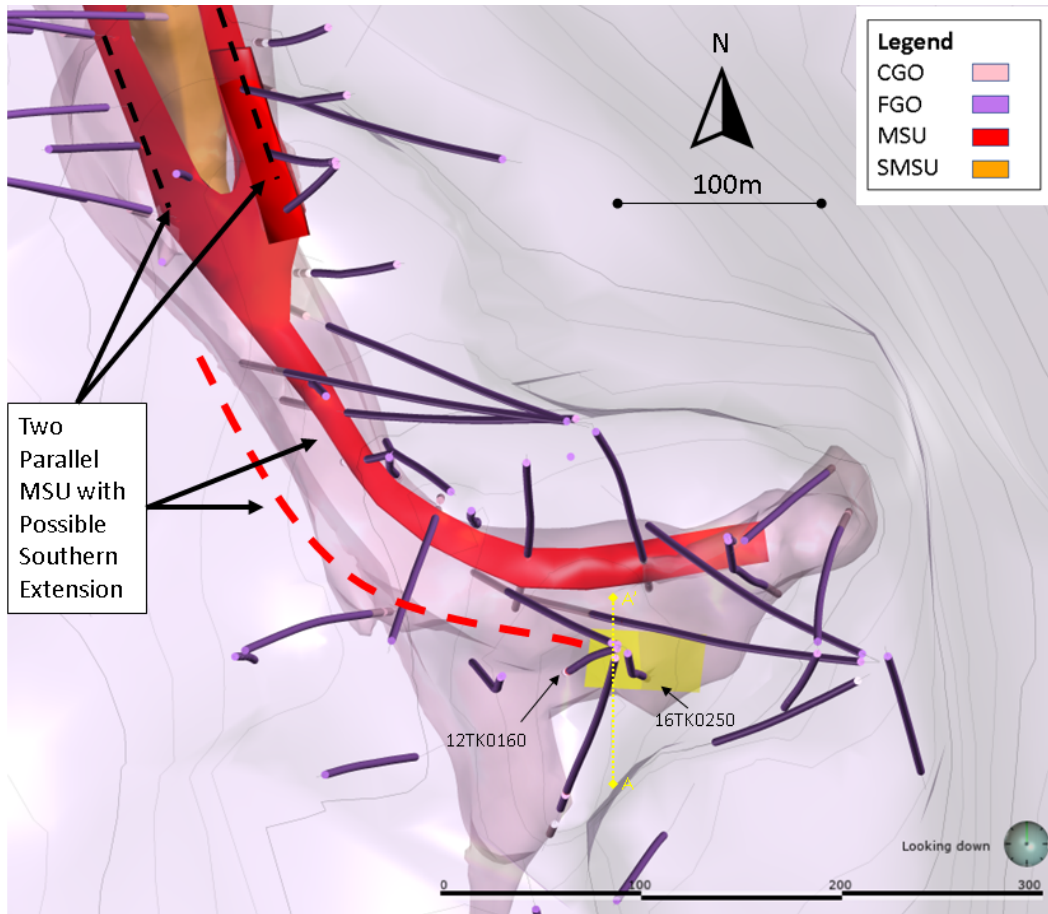 N
100m
Legend
CGO
FGO
MSU
SMSU
Two
Parallel
MSU with
Possible
Southern
Extension
A'
12TK0160
16TK0250
A
Looking down
0
100
200
300